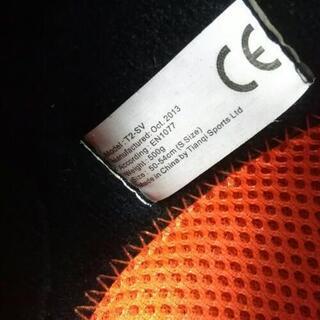 Model: T2-SV
Manufactured: Oct. 2013
According: EN1077
Weight: 500g
Size : 50-54cm (S Size)
Made in China by Tianqi Sports Ltd
CE